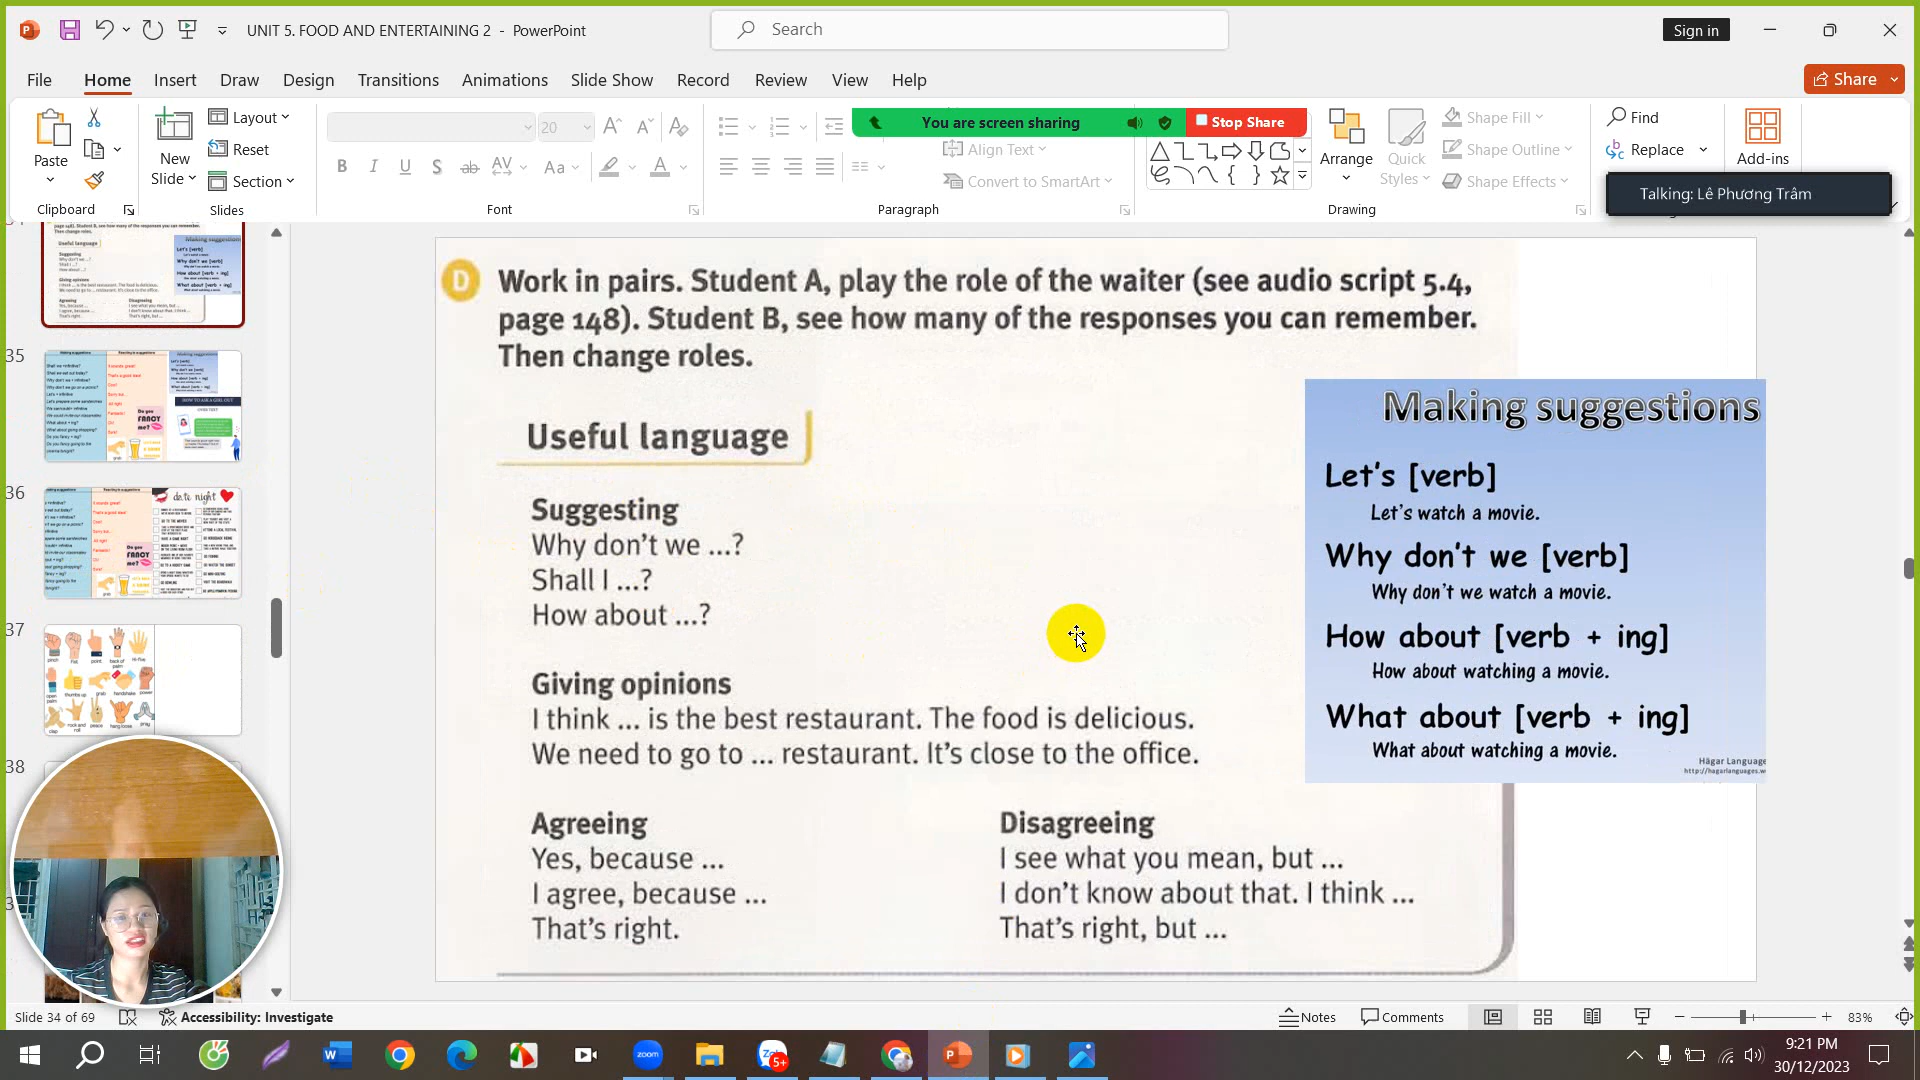 UNIT 5. FOOD AND ENTERTAINING 2 - PowerPoint
Search
Sign in
File Home Insert Draw Design Transitions Animations Slide Show Record Review View Help
Share
Paste
New Slide
Layout
Reset
Section
20
You are screen sharing
Stop Share
Align Text
Convert to SmartArt
Arrange
Quick Styles
Shape Fill
Shape Outline
Shape Effects
Find
Replace
Add-ins
Talking: Lê Phương Trâm
Clipboard
Slides
Font
Paragraph
Drawing
35
36
37
38
D Work in pairs. Student A, play the role of the waiter (see audio script 5.4,
page 148). Student B, see how many of the responses you can remember.
Then change roles.
Useful language
Suggesting
Why don't we ...?
Shall I ...?
How about ...?
Giving opinions
I think ... is the best restaurant. The food is delicious.
We need to go to ... restaurant. It's close to the office.
Agreeing
Yes, because ...
I agree, because ...
That's right.
Disagreeing
I see what you mean, but ...
I don't know about that. I think ...
That's right, but ...
Making suggestions
Let's [verb]
Let's watch a movie.
Why don't we [verb]
Why don't we watch a movie.
How about [verb + ing]
How about watching a movie.
What about [verb + ing]
What about watching a movie.
Hägar Language
http://hagarlanguages.w
Slide 34 of 69
Accessibility: Investigate
Notes
Comments
83%
zoom
5+
9:21 PM
30/12/2023